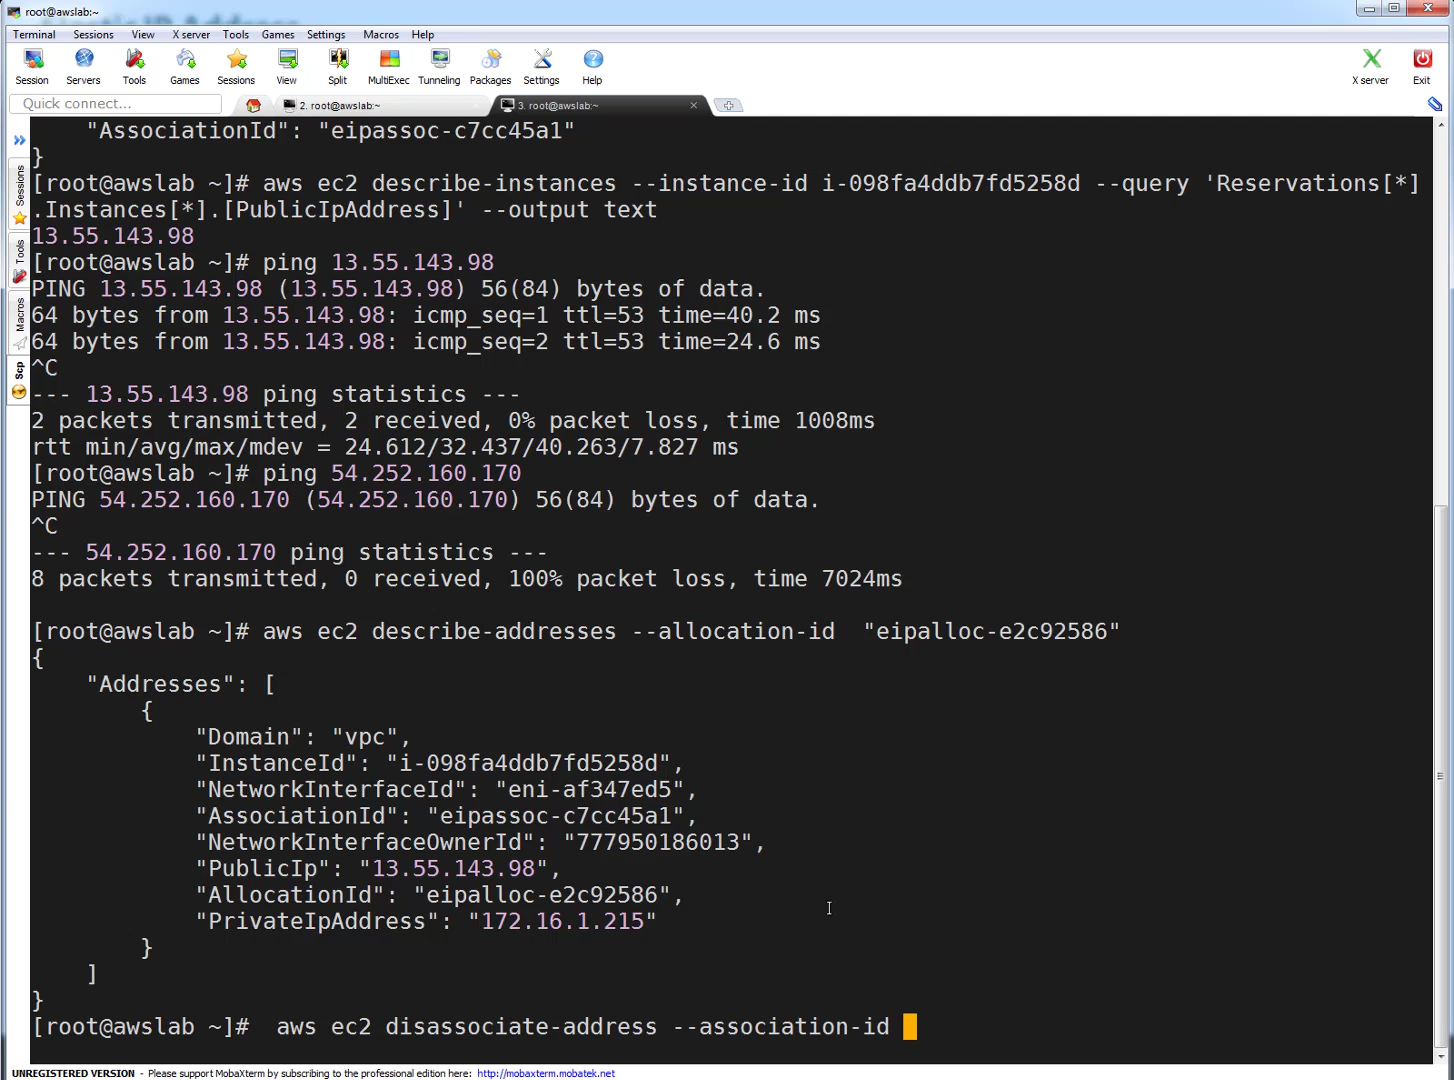 root@awslab:~
Terminal Sessions View X server Tools Games Settings Macros Help
Session Servers Tools Games Sessions View Split MultiExec Tunneling Packages Settings Help X server Exit
Quick connect... 2. root@awslab:~ 3. root@awslab:~
Sessions
Tools
Macros
Scp
"AssociationId": "eipassoc-c7cc45a1"
}
[root@awslab ~]# aws ec2 describe-instances --instance-id i-098fa4ddb7fd5258d --query 'Reservations[*]
.Instances[*].[PublicIpAddress]' --output text
13.55.143.98
[root@awslab ~]# ping 13.55.143.98
PING 13.55.143.98 (13.55.143.98) 56(84) bytes of data.
64 bytes from 13.55.143.98: icmp_seq=1 ttl=53 time=40.2 ms
64 bytes from 13.55.143.98: icmp_seq=2 ttl=53 time=24.6 ms
^C
--- 13.55.143.98 ping statistics ---
2 packets transmitted, 2 received, 0% packet loss, time 1008ms
rtt min/avg/max/mdev = 24.612/32.437/40.263/7.827 ms
[root@awslab ~]# ping 54.252.160.170
PING 54.252.160.170 (54.252.160.170) 56(84) bytes of data.
^C
--- 54.252.160.170 ping statistics ---
8 packets transmitted, 0 received, 100% packet loss, time 7024ms
[root@awslab ~]# aws ec2 describe-addresses --allocation-id  "eipalloc-e2c92586"
{
"Addresses": [
{
"Domain": "vpc",
"InstanceId": "i-098fa4ddb7fd5258d",
"NetworkInterfaceId": "eni-af347ed5",
"AssociationId": "eipassoc-c7cc45a1",
"NetworkInterfaceOwnerId": "777950186013",
"PublicIp": "13.55.143.98",
"AllocationId": "eipalloc-e2c92586",
"PrivateIpAddress": "172.16.1.215"
}
]
}
[root@awslab ~]#  aws ec2 disassociate-address --association-id
UNREGISTERED VERSION - Please support MobaXterm by subscribing to the professional edition here: http://mobaxterm.mobatek.net